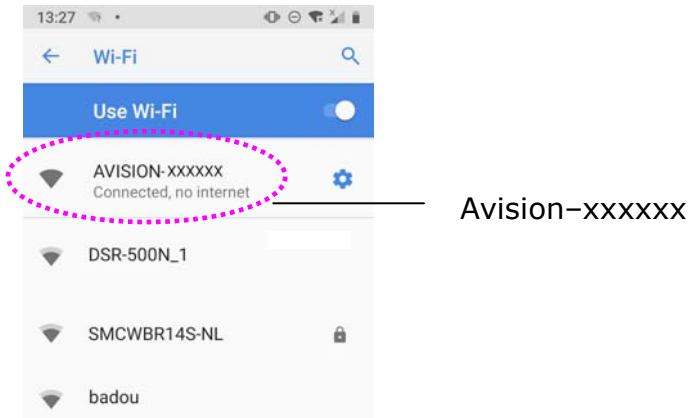 13:27
Wi-Fi
Use Wi-Fi
AVISION-XXXXXX
Connected, no internet
Avision–xxxxxx
DSR-500N_1
SMCWBR14S-NL
badou